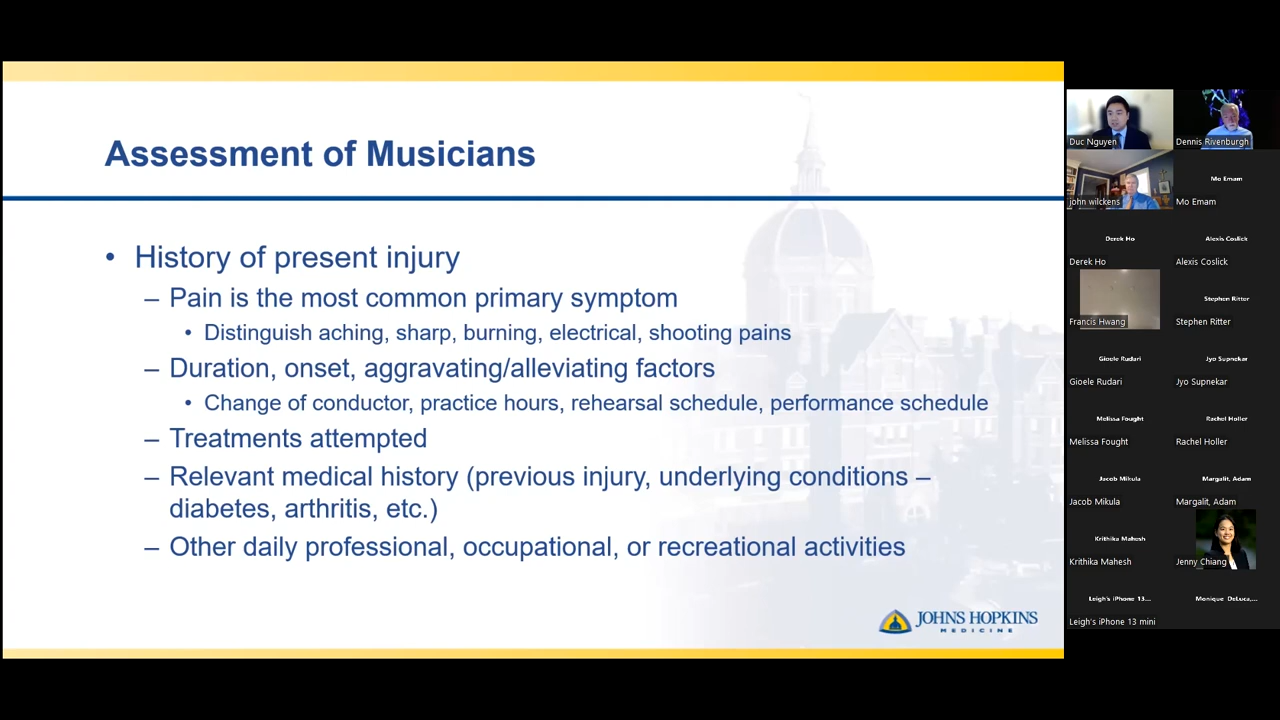 Assessment of Musicians
• History of present injury
– Pain is the most common primary symptom
• Distinguish aching, sharp, burning, electrical, shooting pains
– Duration, onset, aggravating/alleviating factors
• Change of conductor, practice hours, rehearsal schedule, performance schedule
– Treatments attempted
– Relevant medical history (previous injury, underlying conditions –
diabetes, arthritis, etc.)
– Other daily professional, occupational, or recreational activities
JOHNS HOPKINS
MEDICINE
Duc Nguyen
Dennis Rivenburgh
john wilckens
Mo Emam
Mo Emam
Derek Ho
Derek Ho
Alexis Coslick
Alexis Coslick
Francis Hwang
Stephen Ritter
Stephen Ritter
Gioele Rudari
Gioele Rudari
Jyo Supnekar
Jyo Supnekar
Melissa Fought
Melissa Fought
Rachel Holler
Rachel Holler
Jacob Mikula
Jacob Mikula
Margalit, Adam
Margalit, Adam
Krithika Mahesh
Krithika Mahesh
Jenny Chiang
Leigh's iPhone 13...
Leigh's iPhone 13 mini
Monique DeLuca,...